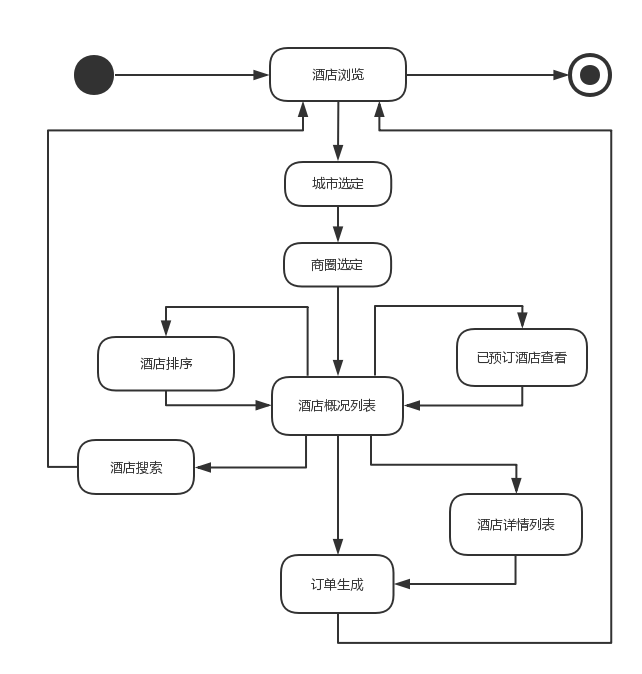 酒店浏览
城市选定
商圈选定
酒店排序
已预订酒店查看
酒店概况列表
酒店搜索
酒店详情列表
订单生成